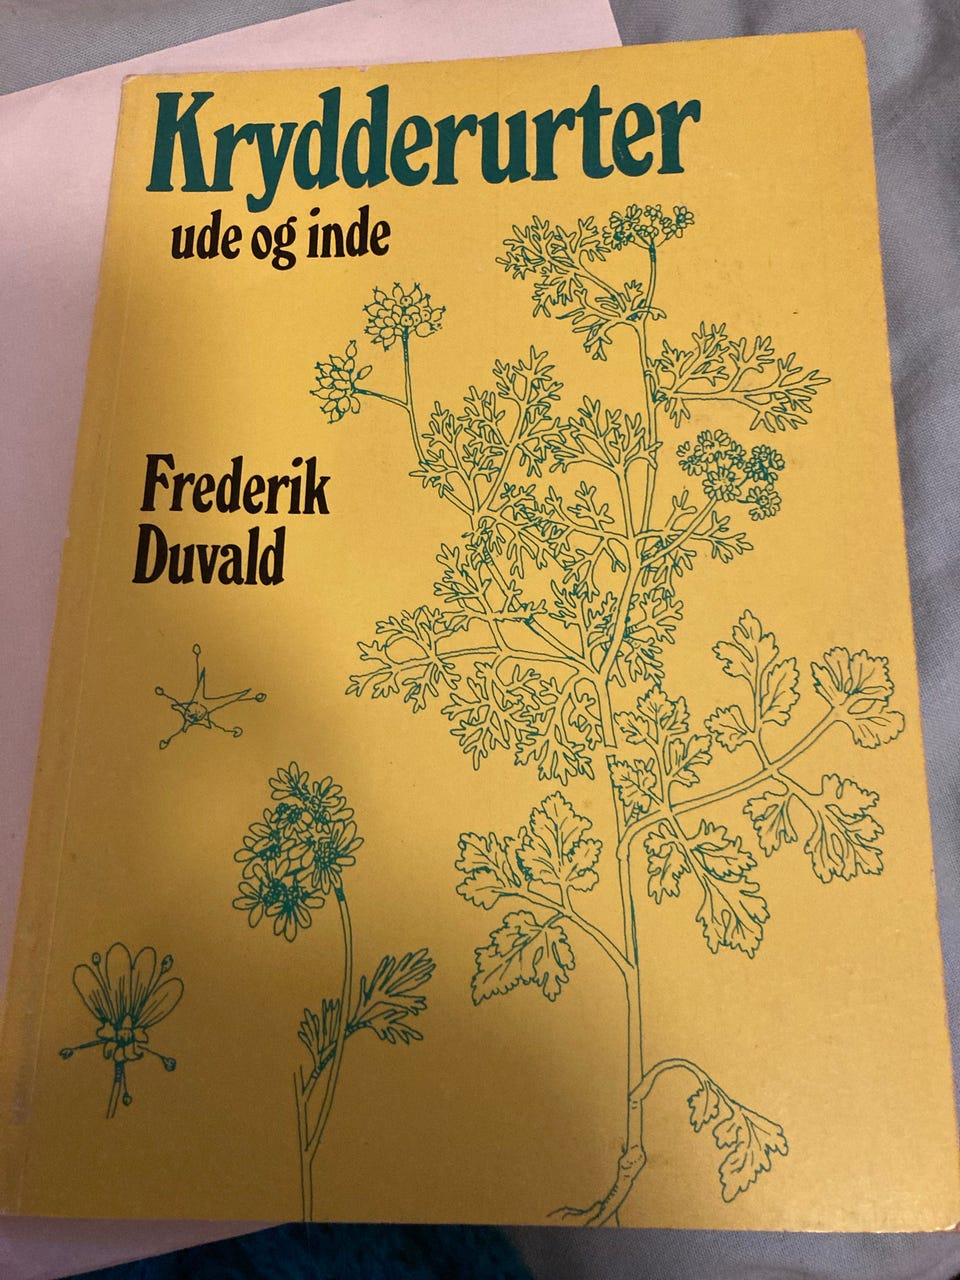 Krydderurter
ude og inde
Frederik
Duvald